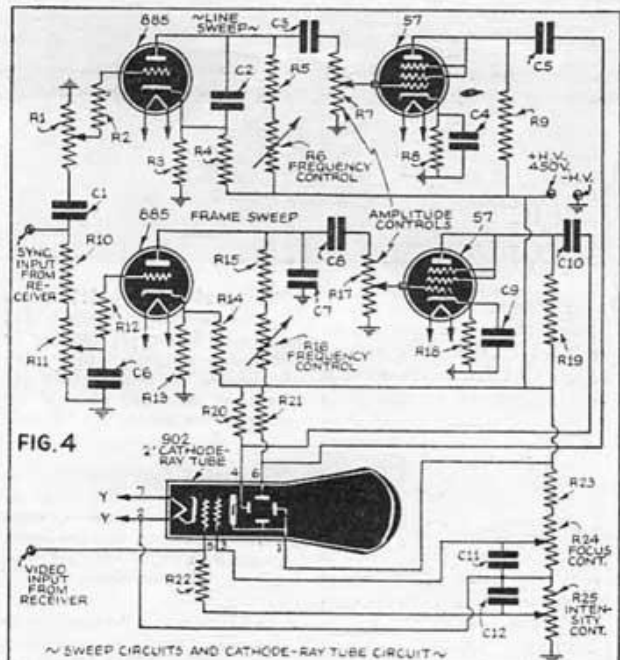 885
~LINE SWEEP~
C3
57
C5
R1
R2
C2
R5
R7
C4
R9
R3
R4
R6 FREQUENCY CONTROL
R8
+H.V. 450V.
-H.V.
C1
885
FRAME SWEEP
AMPLITUDE CONTROLS
57
C10
SYNC INPUT FROM RE-
CEIVER
R10
R15
C8
R17
R12
R14
C7
C9
R11
C6
R13
R16 FREQUENCY CONTROL
R18
R19
R20
R21
FIG. 4
902
2" CATHODE-
RAY TUBE
4
6
R23
Y
7
Y
2
5
3
1
R24
FOCUS
CONT.
R22
C11
VIDEO
INPUT
FROM
RECEIVER
C12
R25
INTEN-
SITY
CONT.
~SWEEP CIRCUITS AND CATHODE-RAY TUBE CIRCUIT~